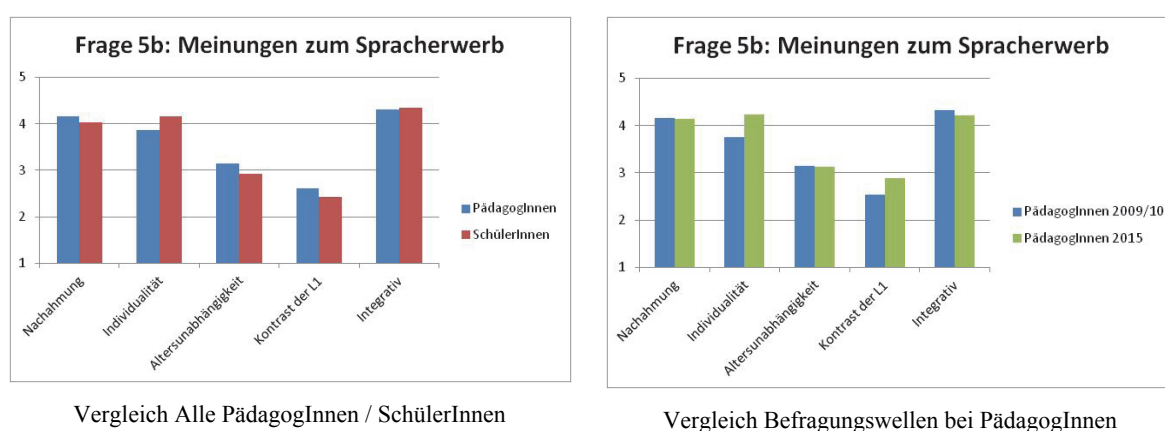 Frage 5b: Meinungen zum Spracherwerb
5
4
3
2
1
Nachahmung
Individualität
Altersunabhängigkeit
Kontrast der L1
Integrativ
PädagogInnen
SchülerInnen
Vergleich Alle PädagogInnen / SchülerInnen
Frage 5b: Meinungen zum Spracherwerb
5
4
3
2
1
Nachahmung
Individualität
Altersunabhängigkeit
Kontrast der L1
Integrativ
PädagogInnen 2009/10
PädagogInnen 2015
Vergleich Befragungswellen bei PädagogInnen